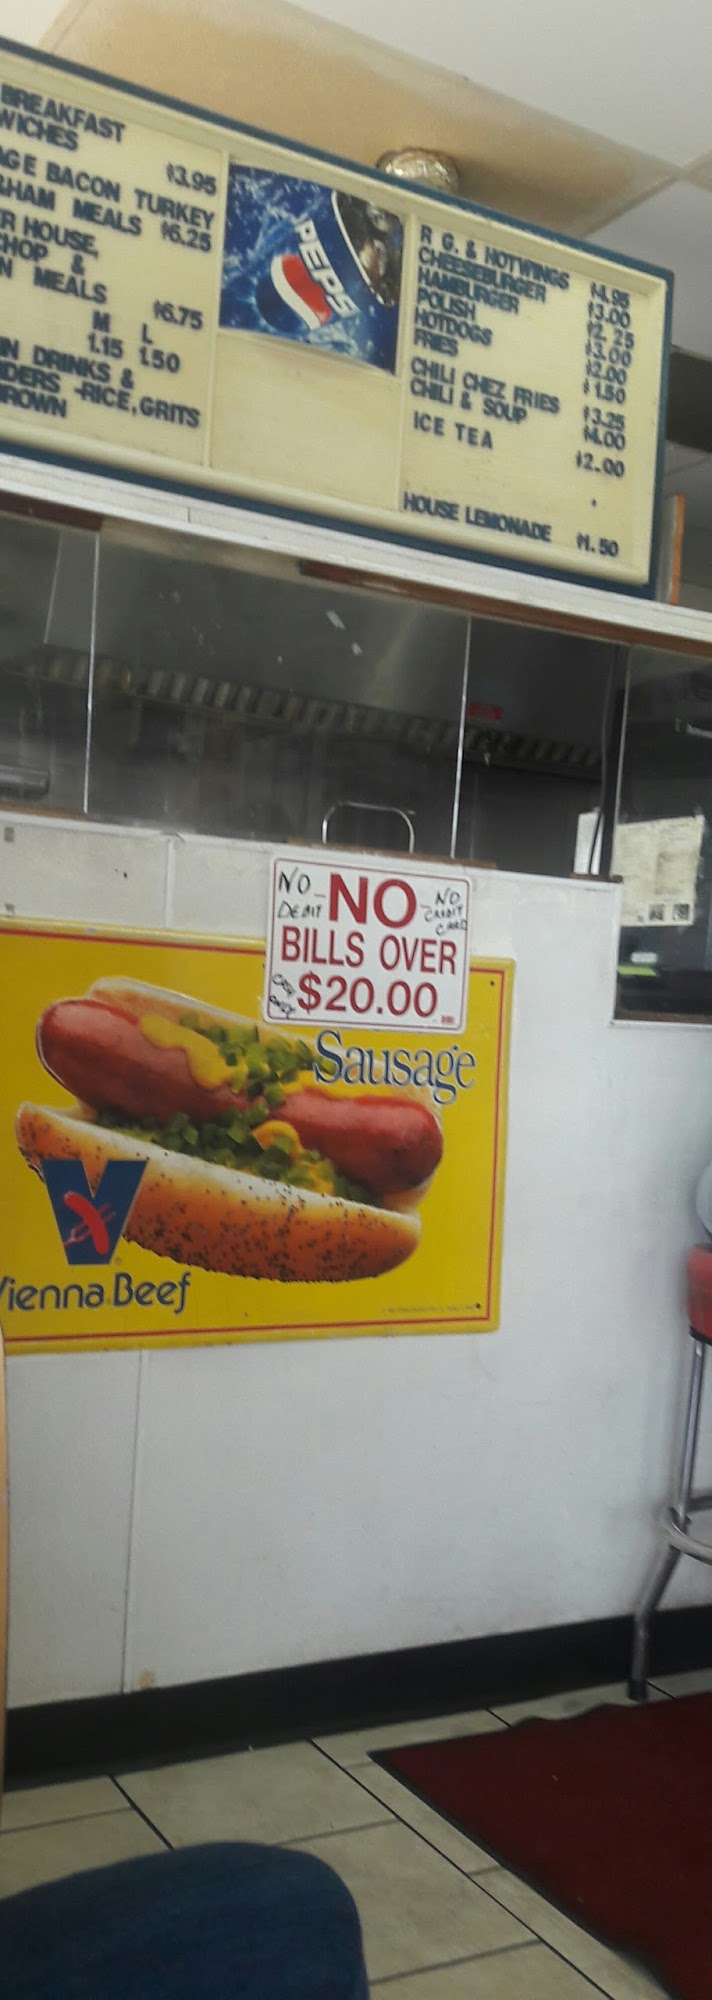 BREAKFAST
WICHES $3.95
AGE BACON TURKEY
HAM MEALS $6.25
R HOUSE,
CHOP &
N MEALS $6.75
M L
1.15 1.50
N DRINKS &
DERS -RICE, GRITS
ROWN
PEPSI
R G. & HOTWINGS $4.95
CHEESEBURGER $3.00
HAMBURGER $2.25
POLISH $3.00
HOTDOGS $2.00
FRIES $1.50
CHILI CHEZ FRIES $3.25
CHILI & SOUP $4.00
ICE TEA $2.00
HOUSE LEMONADE $1.50
NO DEBIT
NO
NO CREDIT CARD
BILLS OVER
$20.00
Sausage
V
Vienna Beef